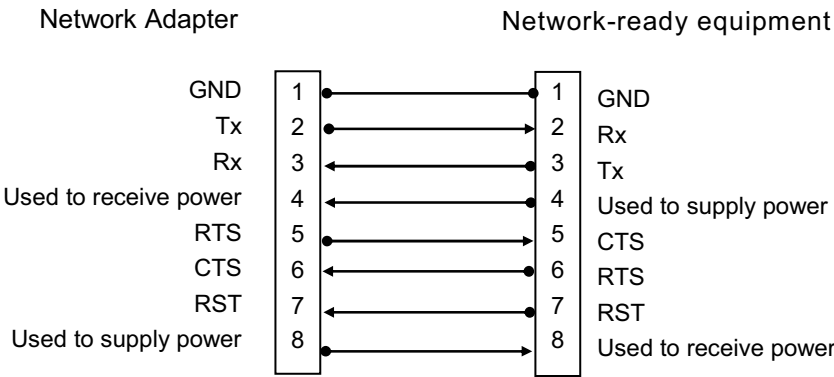 Network Adapter Network-ready equipment
GND 1 1 GND
Tx 2 2 Rx
Rx 3 3 Tx
Used to receive power 4 4 Used to supply power
RTS 5 5 CTS
CTS 6 6 RTS
RST 7 7 RST
Used to supply power 8 8 Used to receive power